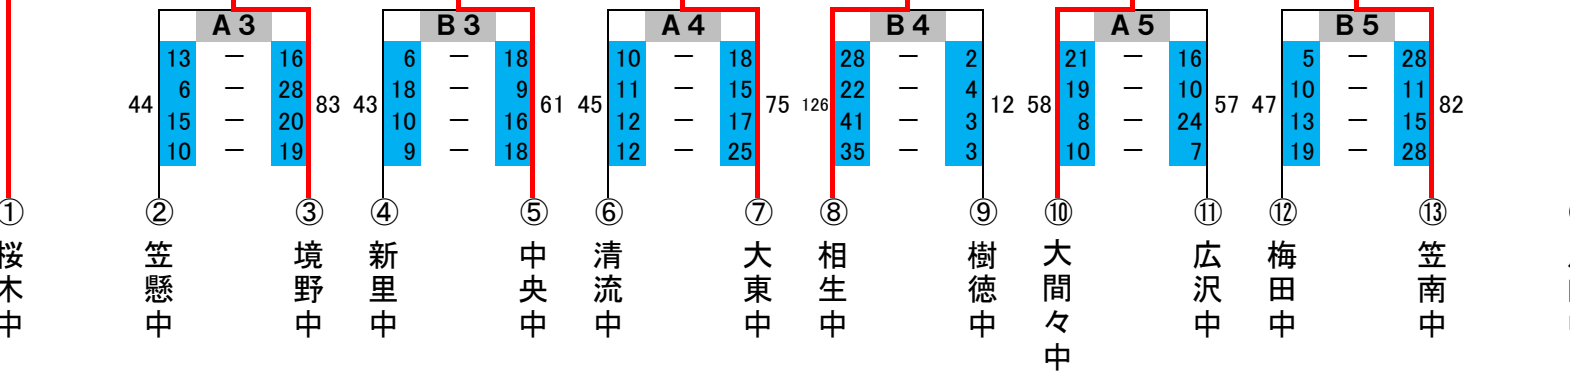 A3 B3 A4 B4 A5 B5
13 － 16 6 － 18 10 － 18 28 － 2 21 － 16 5 － 28
6 － 28 18 － 9 11 － 15 22 － 4 19 － 10 10 － 11
44 83 43 61 45 75 126 12 58 57 47 82
15 － 20 10 － 16 12 － 17 41 － 3 8 － 24 13 － 15
10 － 19 9 － 18 12 － 25 35 － 3 10 － 7 19 － 28
① ② ③ ④ ⑤ ⑥ ⑦ ⑧ ⑨ ⑩ ⑪ ⑫ ⑬
桜木中
笠懸中
境野中
新里中
中央中
清流中
大東中
相生中
樹徳中
大間々中
広沢中
梅田中
笠南中